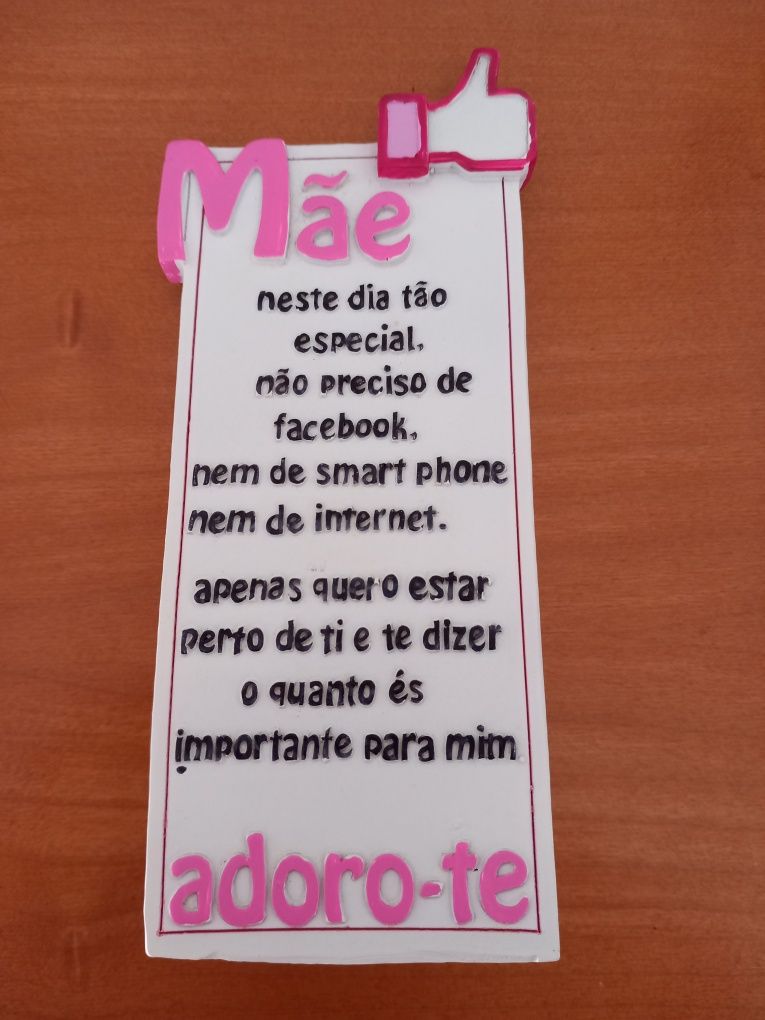 Mãe
neste dia tão
especial,
não preciso de
facebook,
nem de smart phone
nem de internet.
apenas quero estar
perto de ti e te dizer
o quanto és
importante para mim
adoro-te